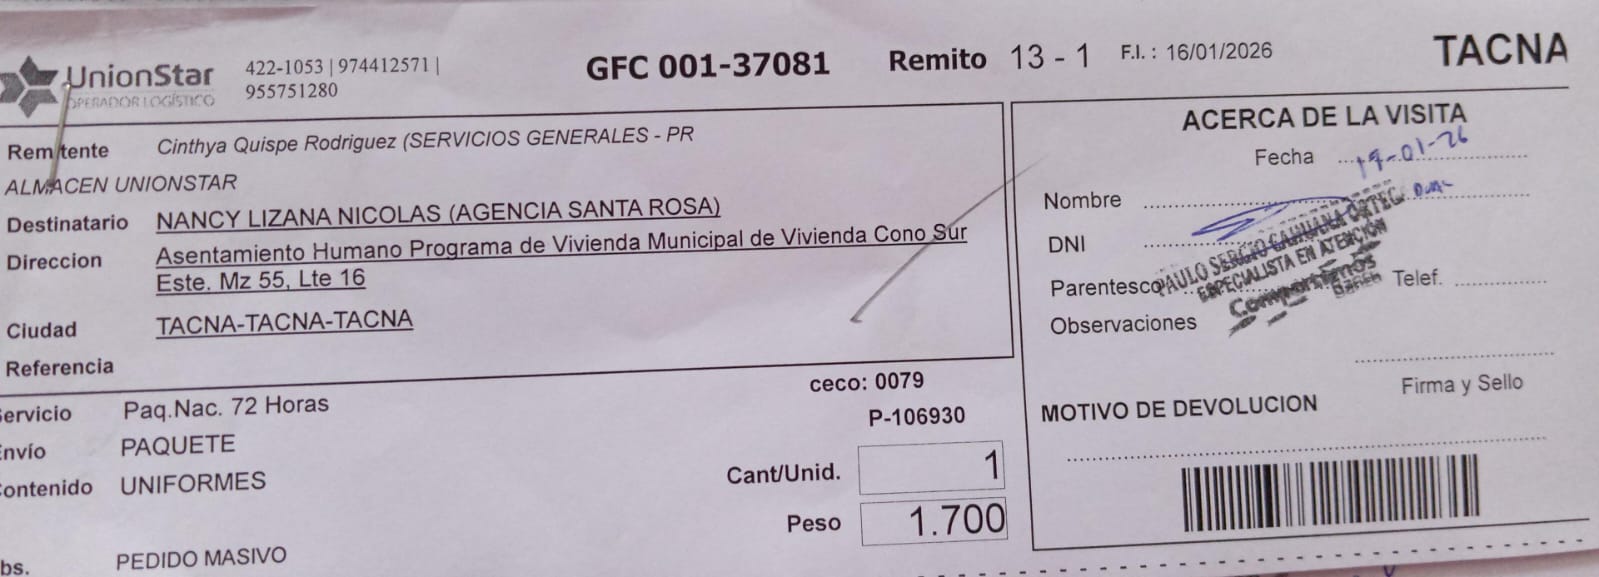 UnionStar
OPERADOR LOGÍSTICO
422-1053 | 974412571 |
955751280
GFC 001-37081
Remito 13 - 1
F.I. : 16/01/2026
TACNA
Remitente Cinthya Quispe Rodriguez (SERVICIOS GENERALES - PR
ALMACEN UNIONSTAR
Destinatario NANCY LIZANA NICOLAS (AGENCIA SANTA ROSA)
Direccion Asentamiento Humano Programa de Vivienda Municipal de Vivienda Cono Sur
Este. Mz 55, Lte 16
Ciudad TACNA-TACNA-TACNA
Referencia
ervicio Paq.Nac. 72 Horas
nvío PAQUETE
ontenido UNIFORMES
bs. PEDIDO MASIVO
ceco: 0079
P-106930
Cant/Unid. 1
Peso 1.700
ACERCA DE LA VISITA
Fecha -01-26
Nombre
DNI
Parentesco
PAULO SERGIO
ESPECIALISTA EN ATENCIÓN
Compartamos
Telef.
Observaciones
Firma y Sello
MOTIVO DE DEVOLUCION